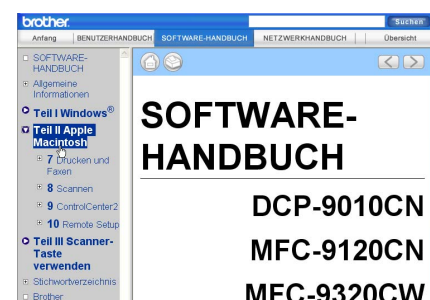 brother.
Suchen
Anfang BENUTZERHANDBUCH SOFTWARE-HANDBUCH NETZWERKHANDBUCH Übersicht
SOFTWARE-
HANDBUCH
Allgemeine
Informationen
Teil I Windows®
Teil II Apple
Macintosh
7 Drucken und
Faxen
8 Scannen
9 ControlCenter2
10 Remote Setup
Teil III Scanner-
Taste
verwenden
Stichwortverzeichnis
Brother
SOFTWARE-
HANDBUCH
DCP-9010CN
MFC-9120CN
MFC-9320CW